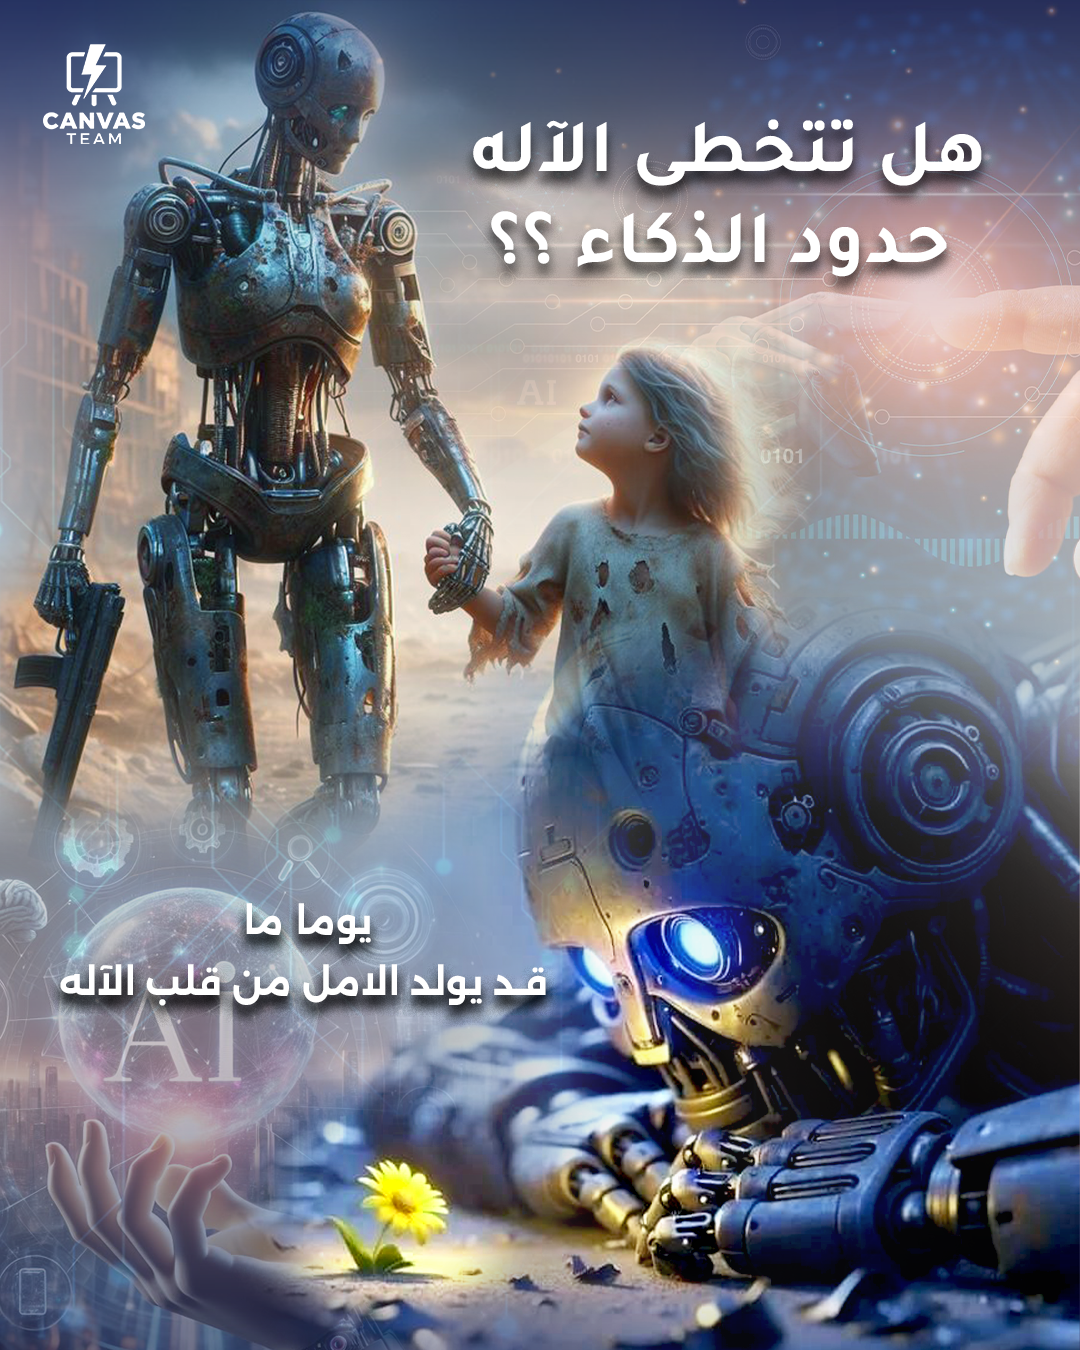 CANVAS
TEAM
هل تتخطى الآله
حدود الذكاء ؟؟
AI
0101
يوما ما
قد يولد الامل من قلب الآله
Ai